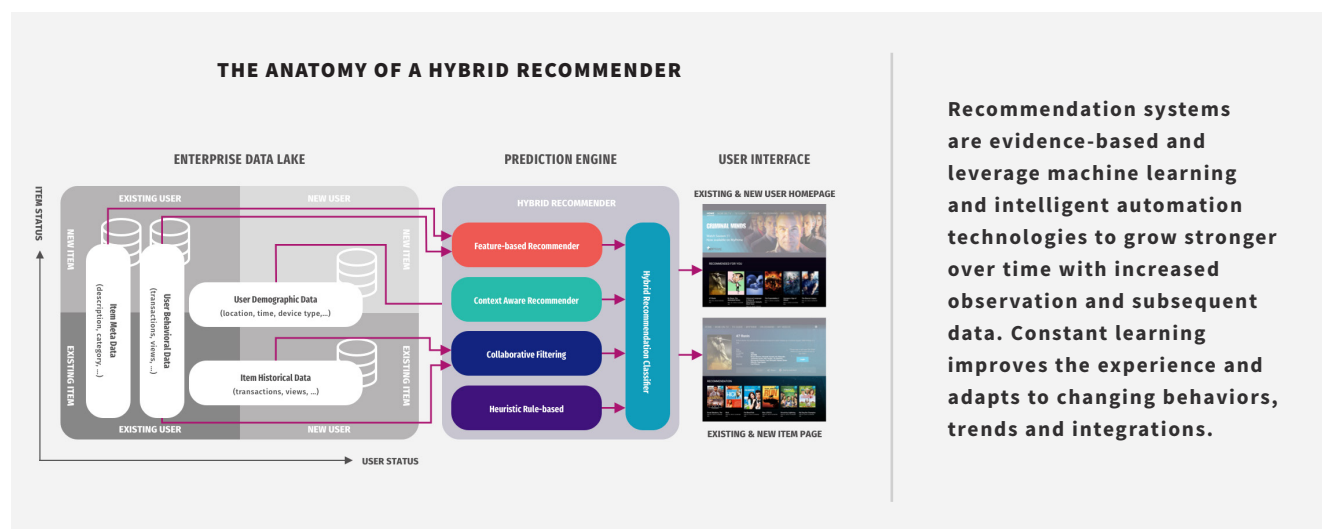 THE ANATOMY OF A HYBRID RECOMMENDER
ENTERPRISE DATA LAKE
PREDICTION ENGINE
USER INTERFACE
ITEM STATUS
EXISTING USER
NEW USER
NEW ITEM
NEW ITEM
EXISTING ITEM
EXISTING ITEM
EXISTING USER
NEW USER
USER STATUS
Item Meta Data
(description, category, ...)
User Behavioral Data
(transactions, views, ...)
User Demographic Data
(location, time, device type,...)
Item Historical Data
(transactions, views, ...)
HYBRID RECOMMENDER
Feature-based Recommender
Context Aware Recommender
Collaborative Filtering
Heuristic Rule-based
Hybrid Recommendation Classifier
EXISTING & NEW USER HOMEPAGE
CRIMINAL MINDS
EXISTING & NEW ITEM PAGE
Recommendation systems
are evidence-based and
leverage machine learning
and intelligent automation
technologies to grow stronger
over time with increased
observation and subsequent
data. Constant learning
improves the experience and
adapts to changing behaviors,
trends and integrations.